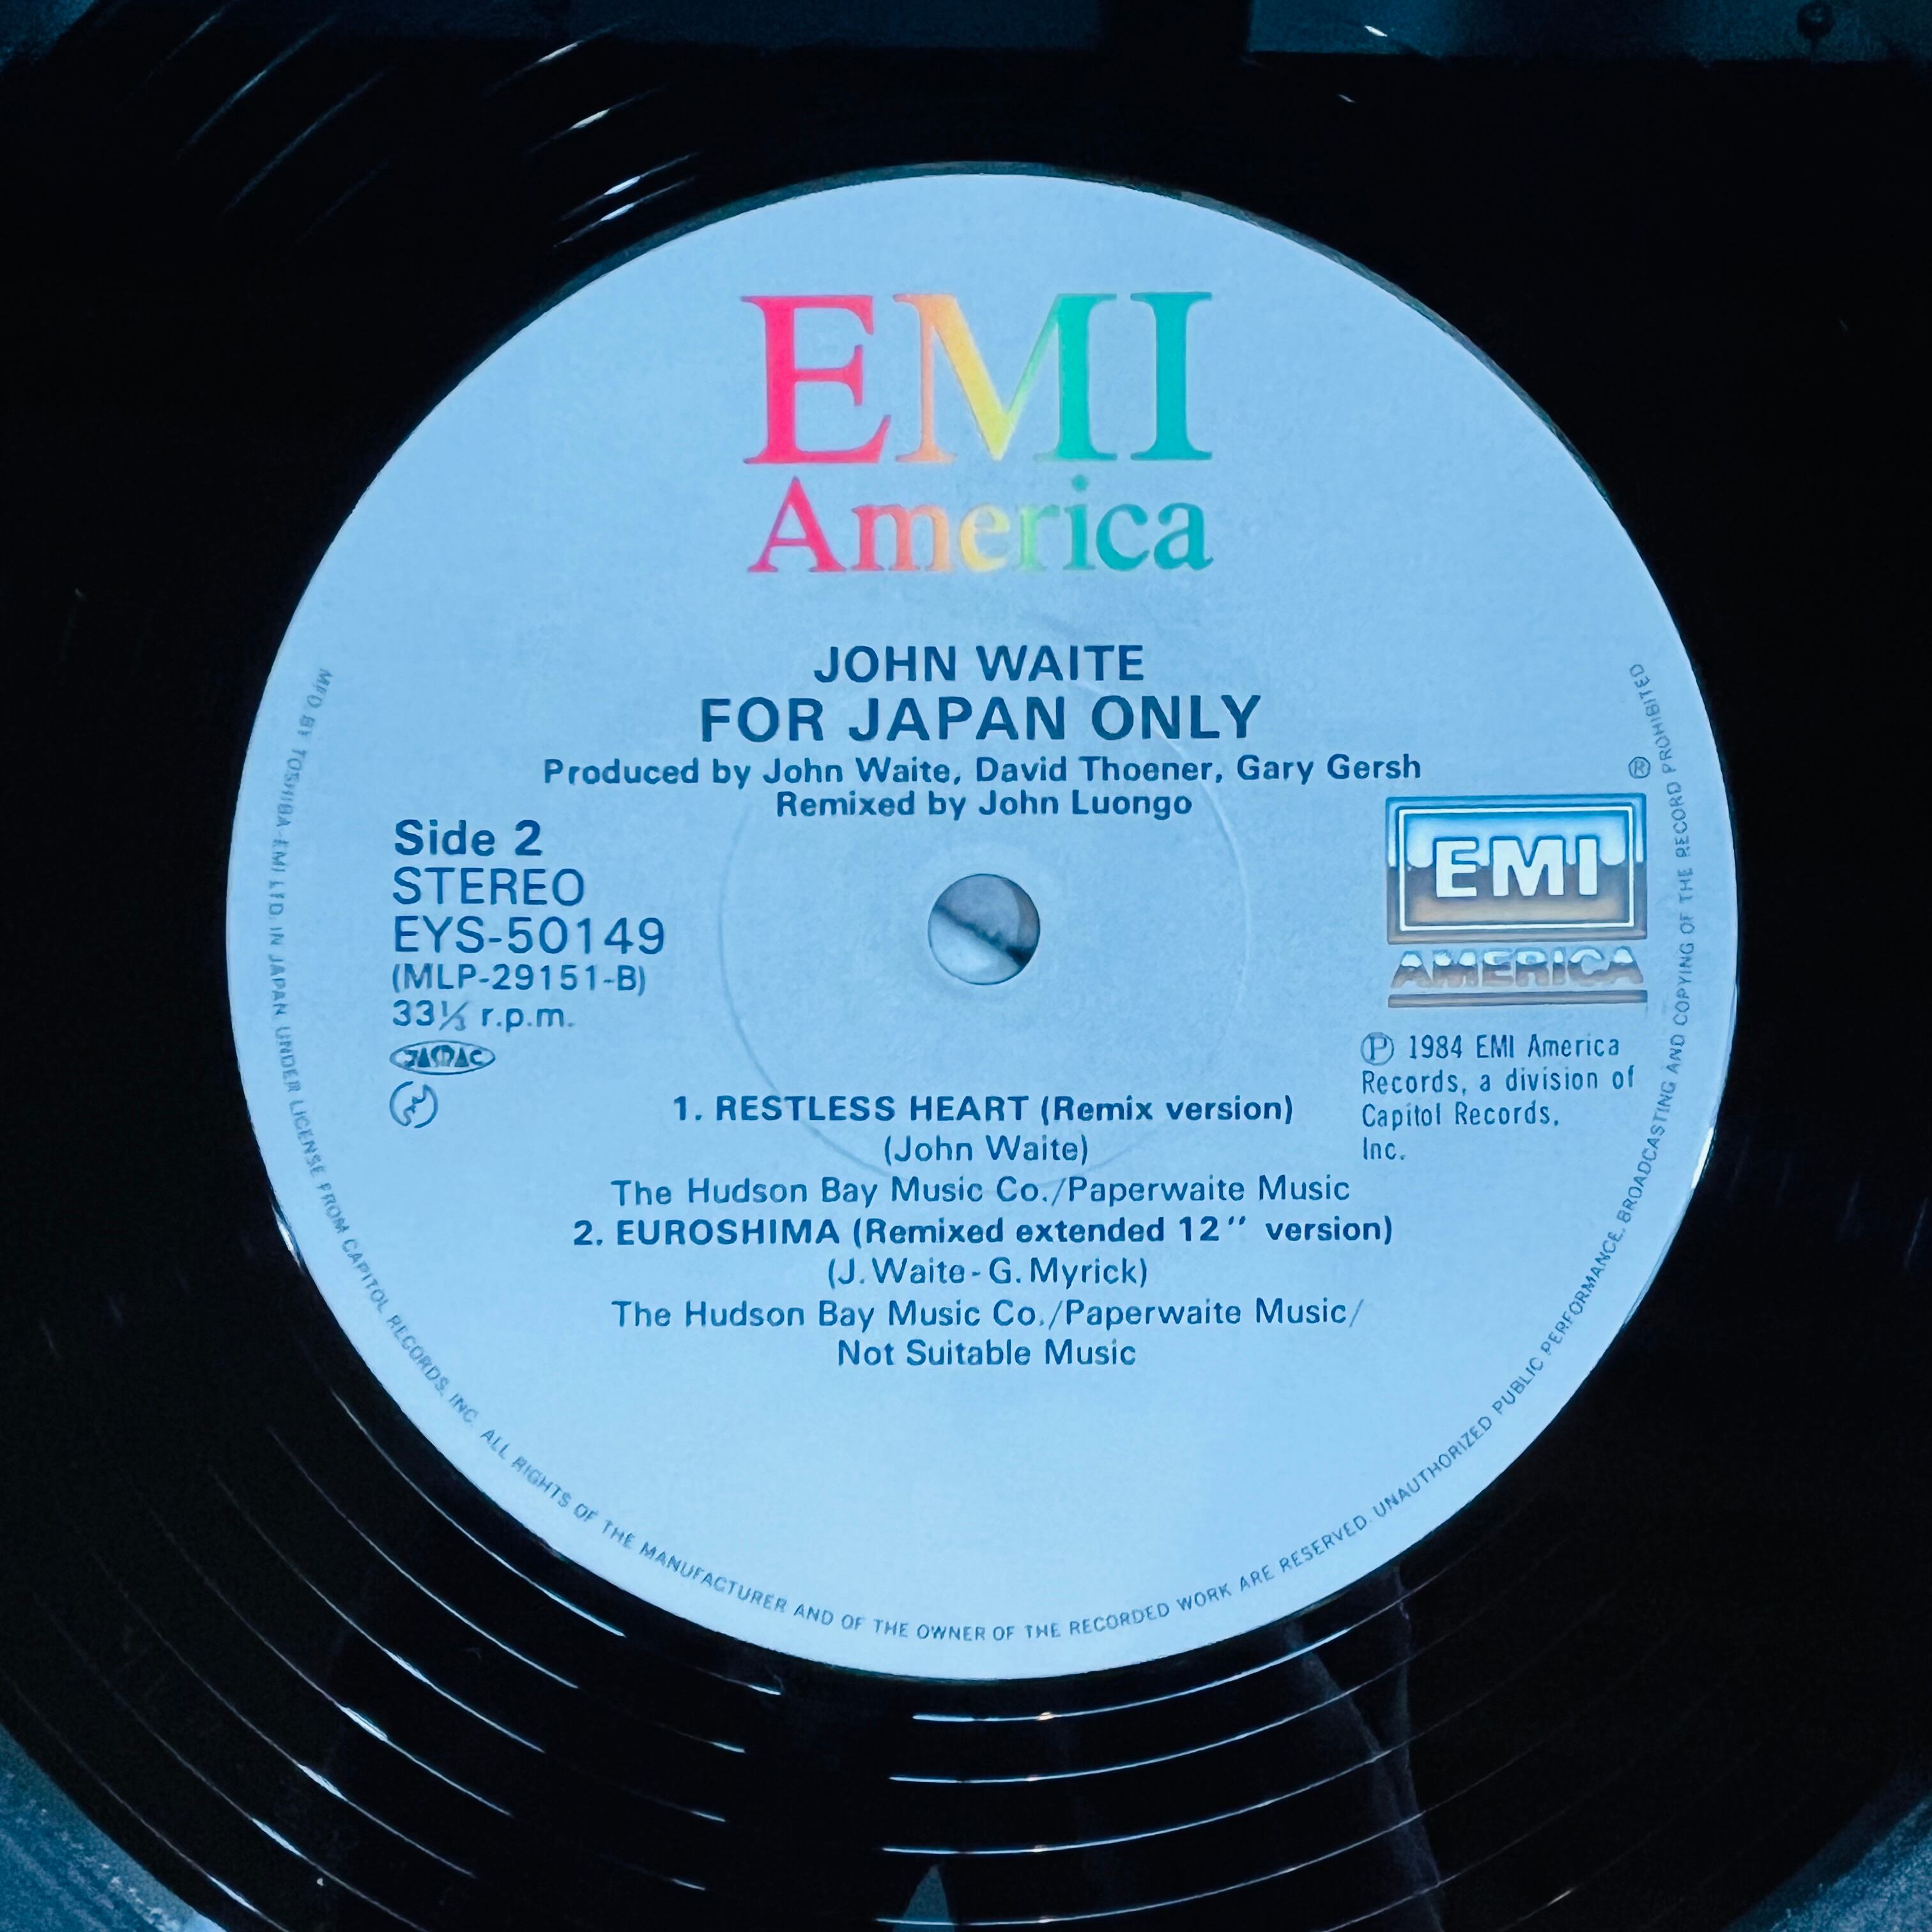 EMI
America
JOHN WAITE
FOR JAPAN ONLY
Produced by John Waite, David Thoener, Gary Gersh
Remixed by John Luongo
Side 2
STEREO
EYS-50149
(MLP-29151-B)
33⅓ r.p.m.
JASRAC
®
EMI
AMERICA
Ⓟ 1984 EMI America
Records, a division of
Capitol Records,
Inc.
1. RESTLESS HEART (Remix version)
(John Waite)
The Hudson Bay Music Co./Paperwaite Music
2. EUROSHIMA (Remixed extended 12" version)
(J. Waite - G. Myrick)
The Hudson Bay Music Co./Paperwaite Music/
Not Suitable Music
MFD. BY TOSHIBA-EMI LTD. IN JAPAN UNDER LICENSE FROM CAPITOL RECORDS, INC. ALL RIGHTS OF THE MANUFACTURER AND OF THE OWNER OF THE RECORDED WORK ARE RESERVED. UNAUTHORIZED PUBLIC PERFORMANCE, BROADCASTING AND COPYING OF THE RECORD PROHIBITED